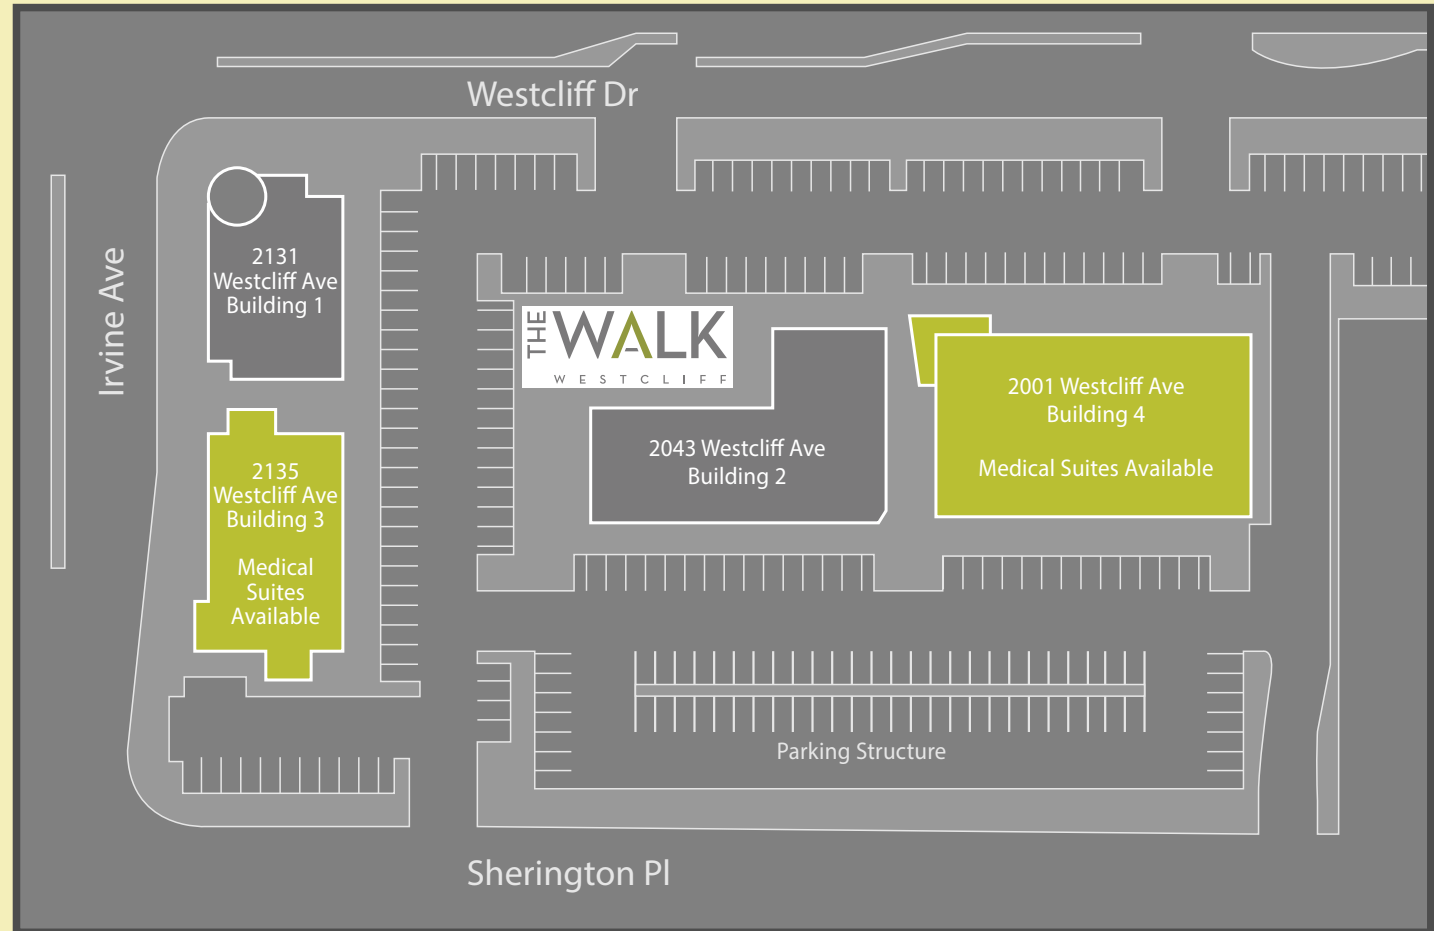 Westcliff Dr
Irvine Ave
2131
Westcliff Ave
Building 1
THE
WALK
WESTCLIFF
2001 Westcliff Ave
Building 4
Medical Suites Available
2043 Westcliff Ave
Building 2
2135
Westcliff Ave
Building 3
Medical
Suites
Available
Parking Structure
Sherington Pl